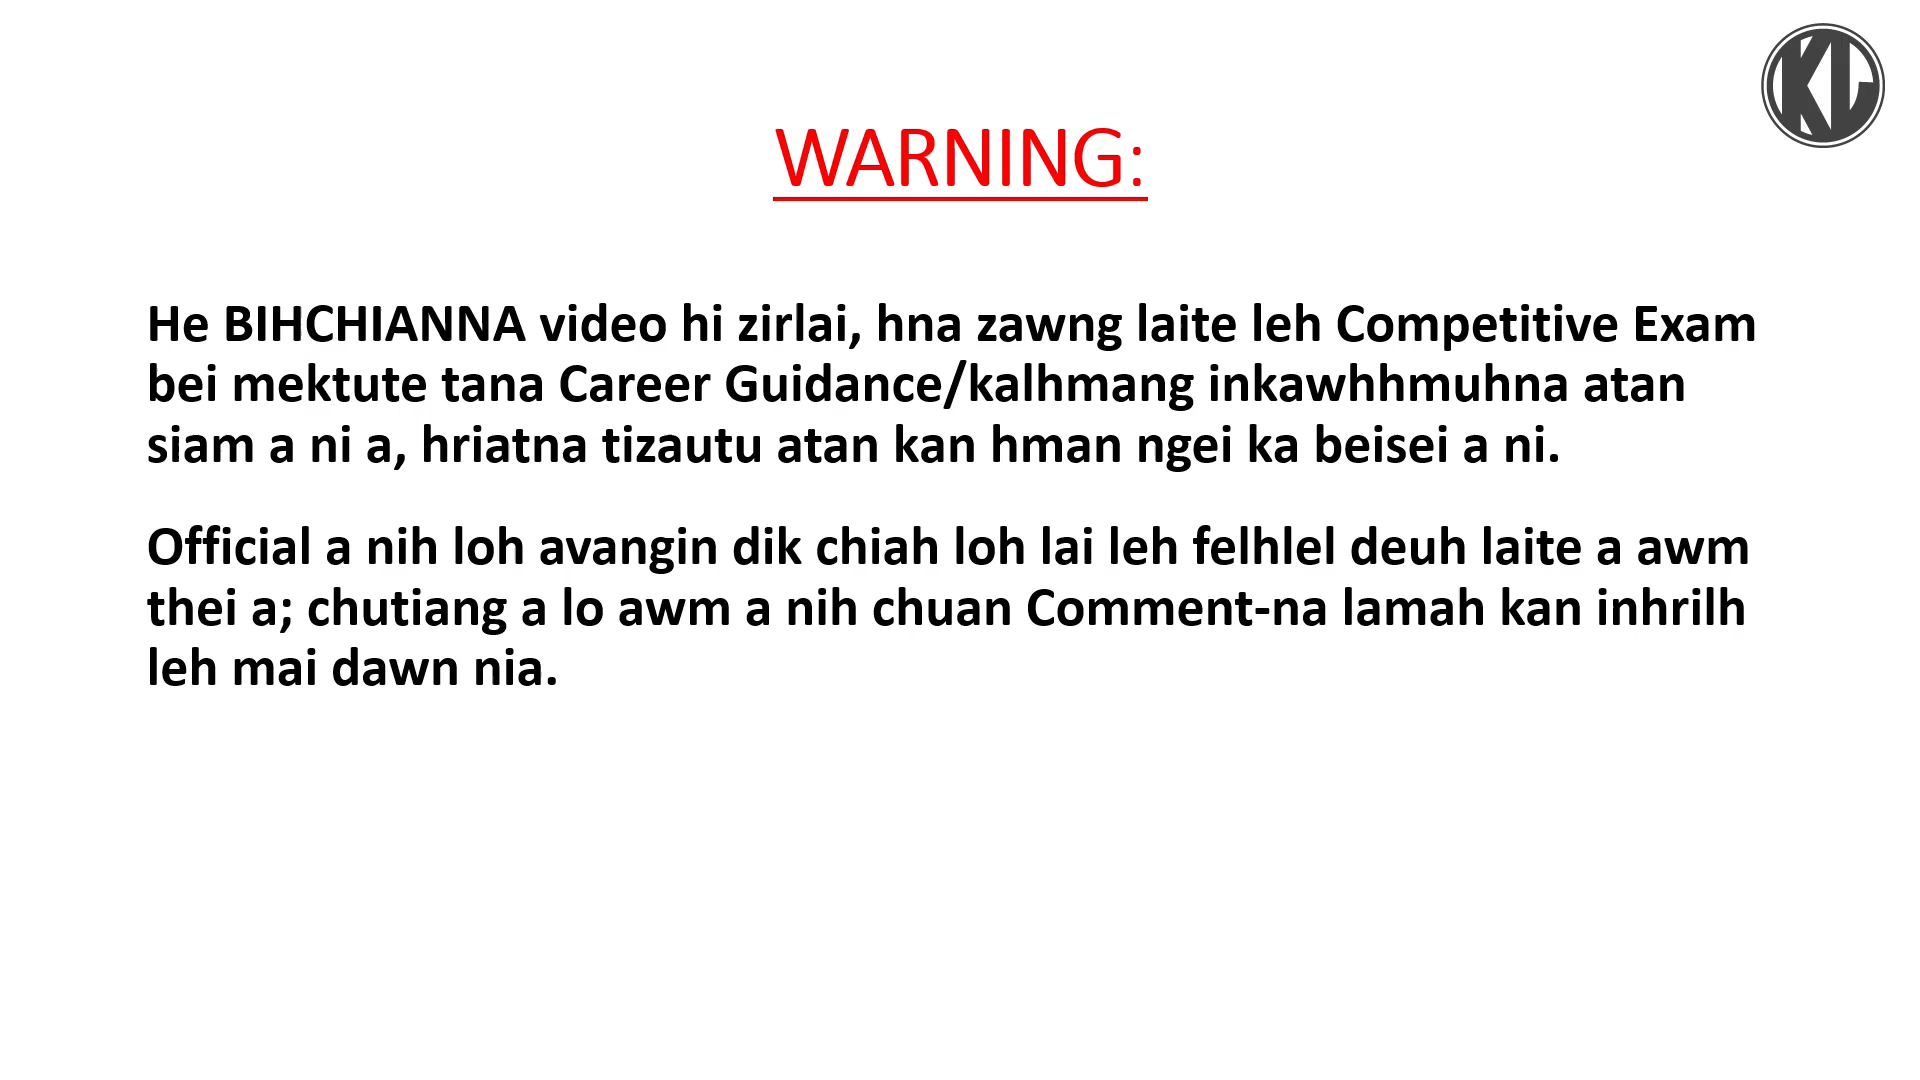 KL
WARNING:
He BIHCHIANNA video hi zirlai, hna zawng laite leh Competitive Exam
bei mektute tana Career Guidance/kalhmang inkawhhmuhna atan
siam a ni a, hriatna tizautu atan kan hman ngei ka beisei a ni.
Official a nih loh avangin dik chiah loh lai leh felhlel deuh laite a awm
thei a; chutiang a lo awm a nih chuan Comment-na lamah kan inhrilh
leh mai dawn nia.